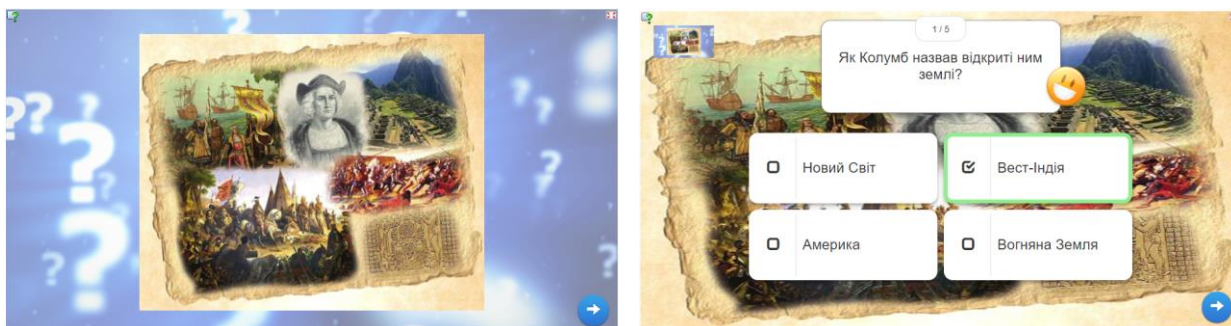 1 / 5
Як Колумб назвав відкриті ним
землі?
Новий Світ
Вест-Індія
Америка
Вогняна Земля